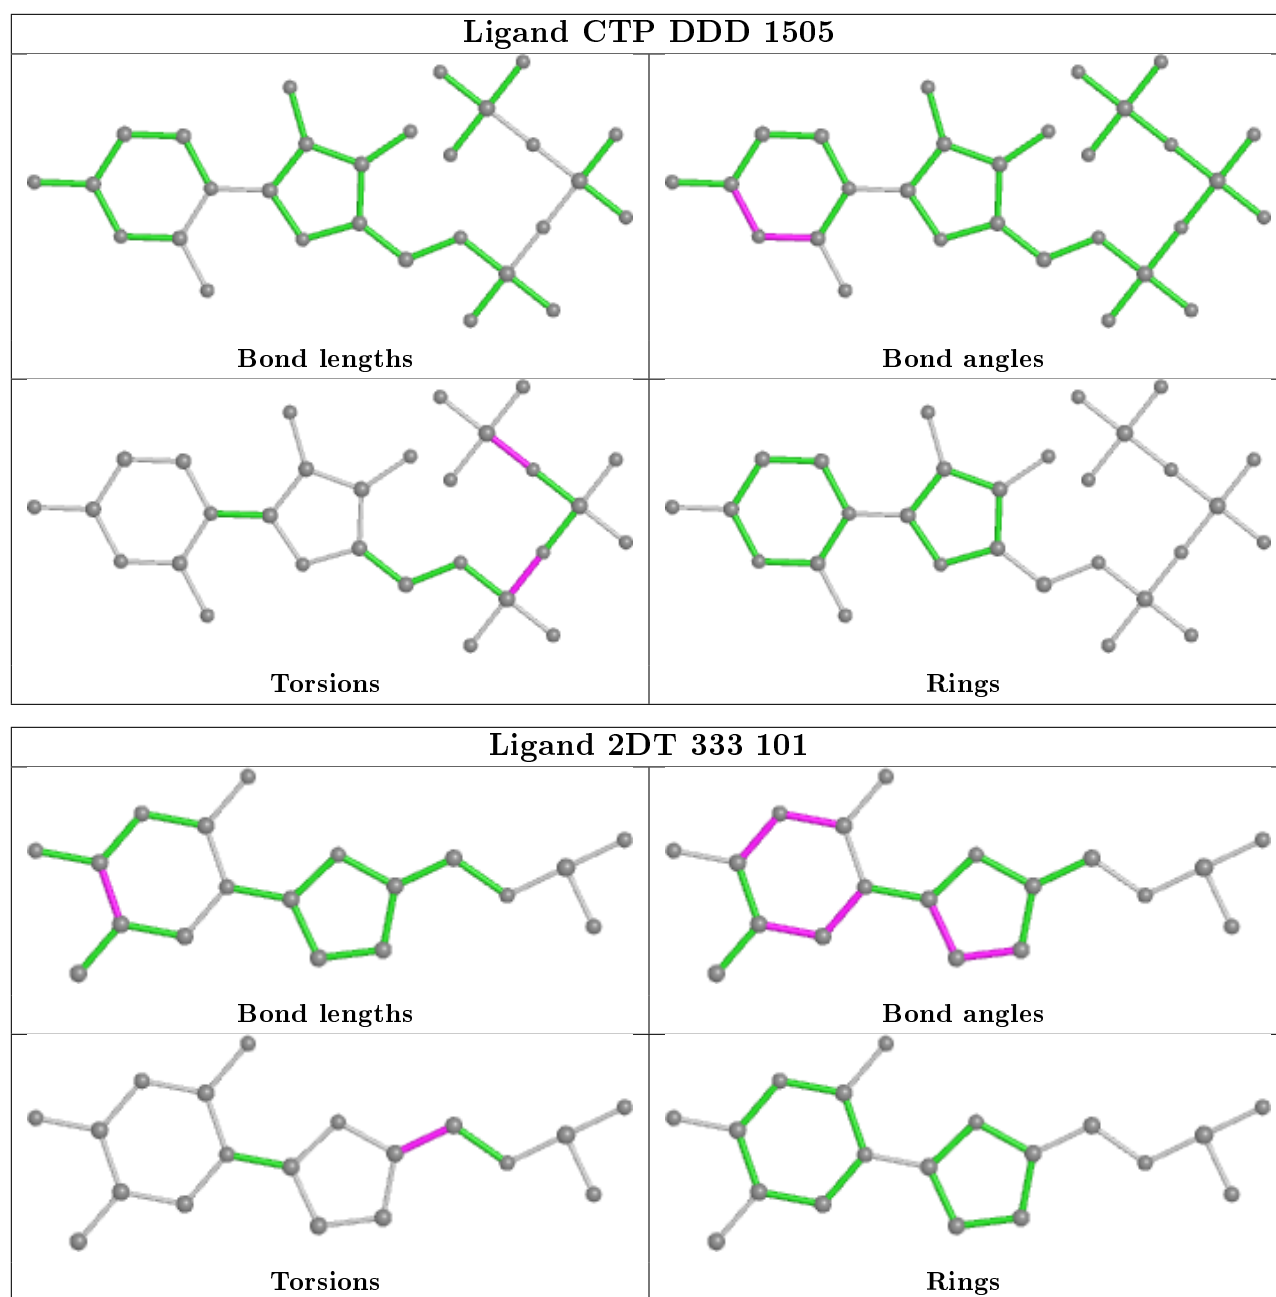 Ligand CTP DDD 1505
Bond lengths
Bond angles
Torsions
Rings
Ligand 2DT 333 101
Bond lengths
Bond angles
Torsions
Rings